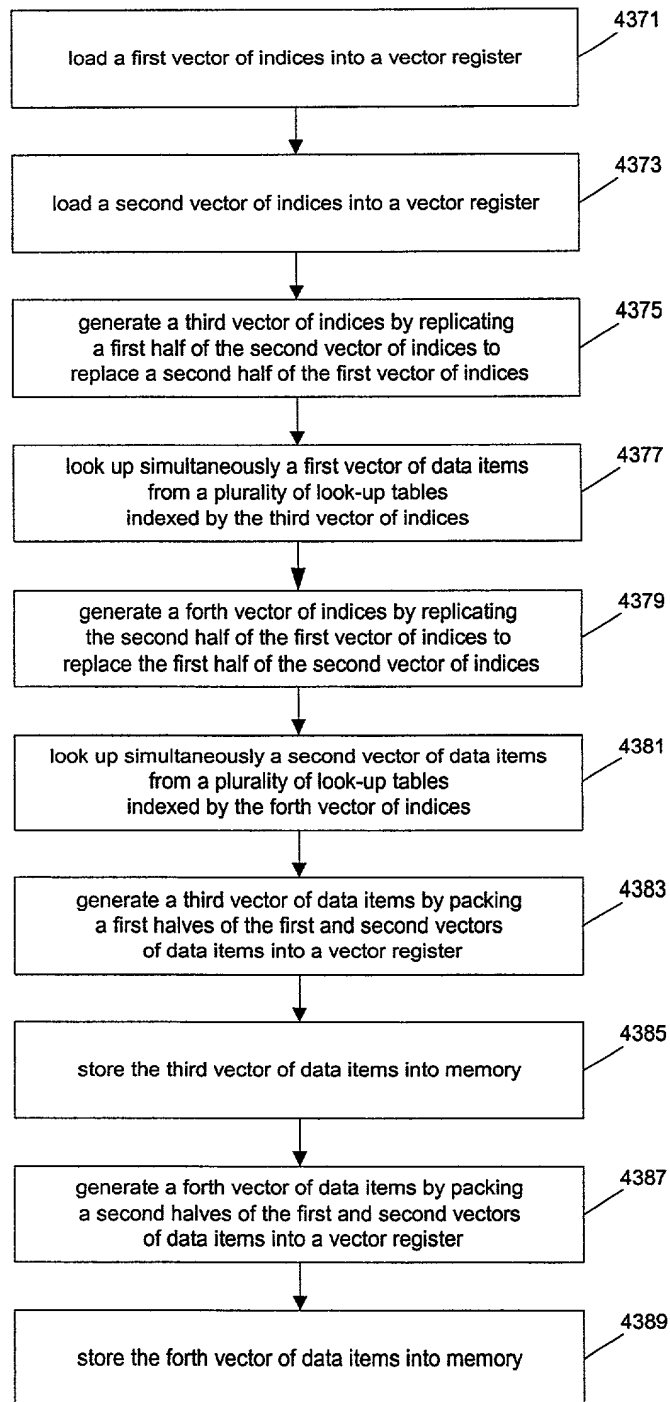 4371
load a first vector of indices into a vector register
4373
load a second vector of indices into a vector register
4375
generate a third vector of indices by replicating
a first half of the second vector of indices to
replace a second half of the first vector of indices
4377
look up simultaneously a first vector of data items
from a plurality of look-up tables
indexed by the third vector of indices
4379
generate a forth vector of indices by replicating
the second half of the first vector of indices to
replace the first half of the second vector of indices
4381
look up simultaneously a second vector of data items
from a plurality of look-up tables
indexed by the forth vector of indices
4383
generate a third vector of data items by packing
a first halves of the first and second vectors
of data items into a vector register
4385
store the third vector of data items into memory
4387
generate a forth vector of data items by packing
a second halves of the first and second vectors
of data items into a vector register
4389
store the forth vector of data items into memory